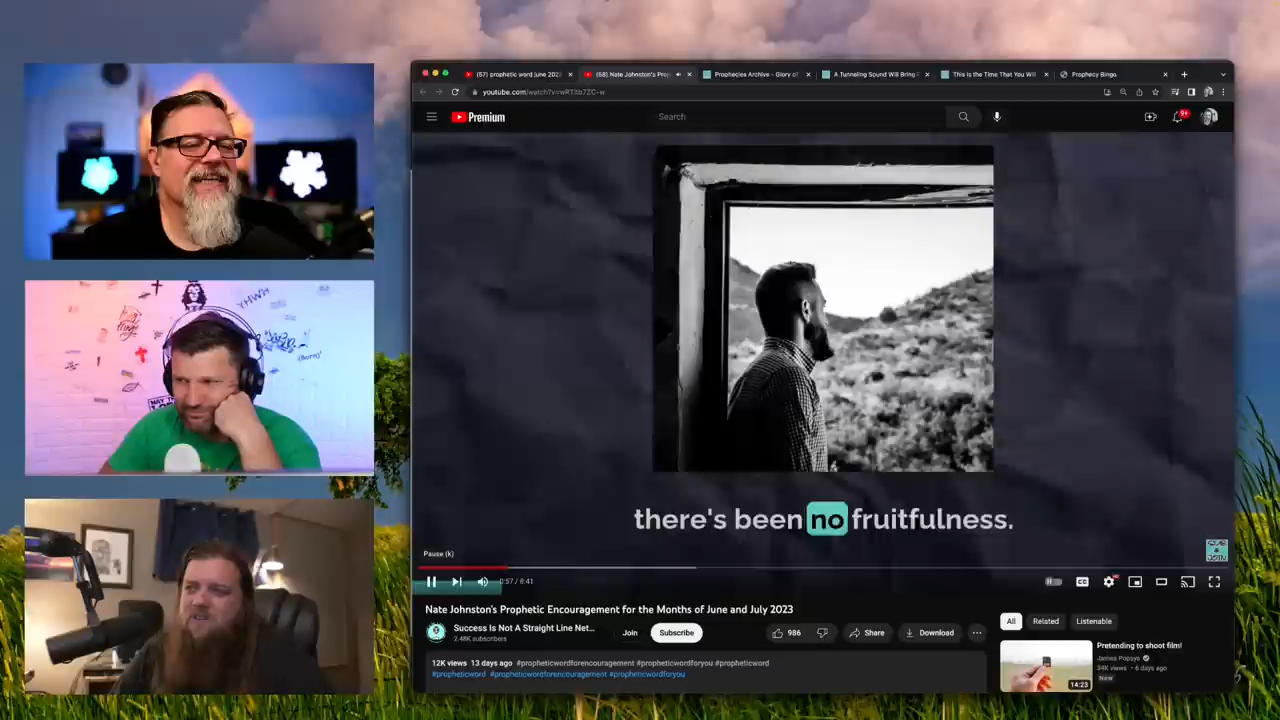 (57) prophetic word june 2023
(58) Nate Johnston's Prop
Prophecies Archive - Glory of
A Tunneling Sound Will Bring
This Is the Time That You Will
Prophecy Bingo
youtube.com/watch?v=wRTltb7ZC-w
Premium
Search
9+
YHWH
there's been no fruitfulness.
Pause (k)
0:57 / 8:41
Nate Johnston's Prophetic Encouragement for the Months of June and July 2023
Success Is Not A Straight Line Net...
2.48K subscribers
Join
Subscribe
986
Share
Download
All
Related
Listenable
12K views 13 days ago #propheticwordforencouragement #propheticwordforyou #propheticword
#propheticword #propheticwordforencouragement #propheticwordforyou
Pretending to shoot film!
James Popsys
34K views • 6 days ago
New
14:23